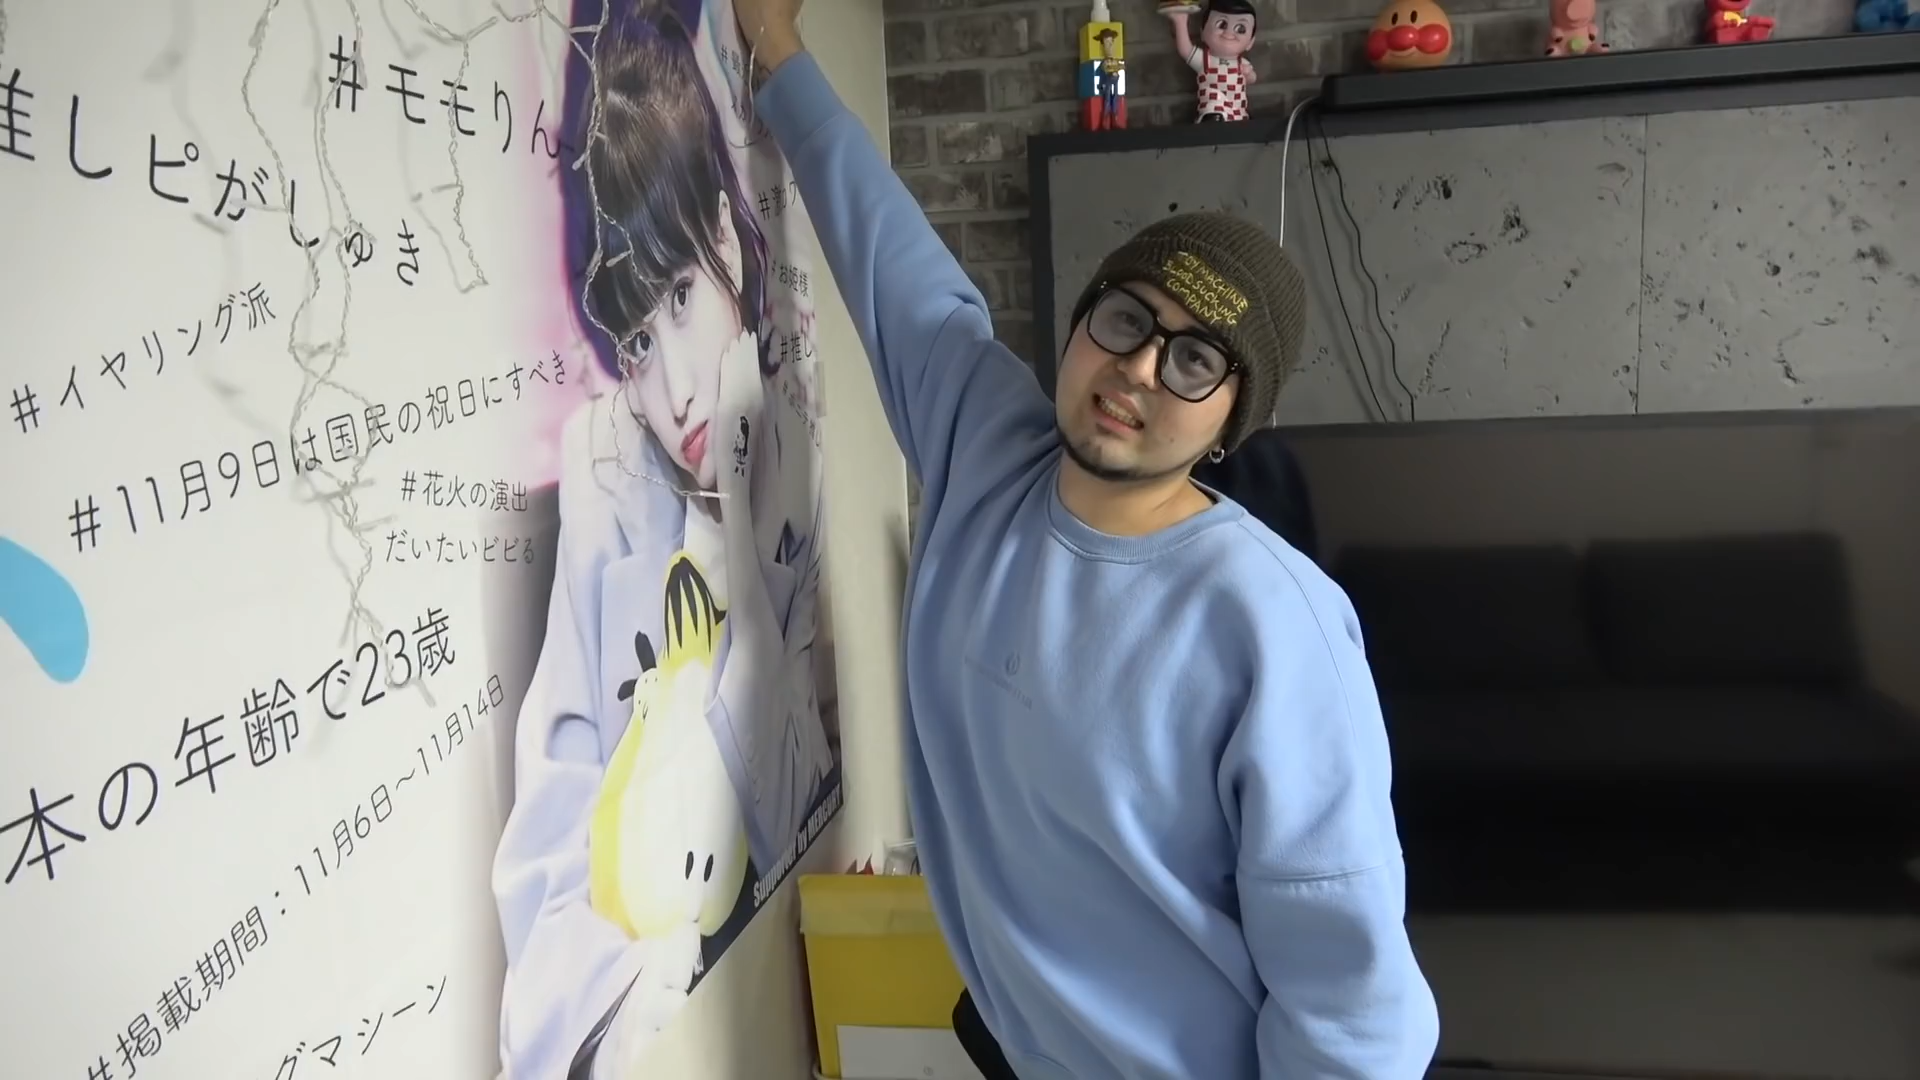 #モモりん
推しピがしゅき
#イヤリング派
#11月9日は国民の祝日にすべき
#花火の演出
だいたいビビる
本の年齢で23歳
#掲載期間：11月6日〜11月14日
グマシーン
#お姫様
#推し
Supporter by MERCURY
TOY MACHINE
BLOODSUCKING
COMPANY